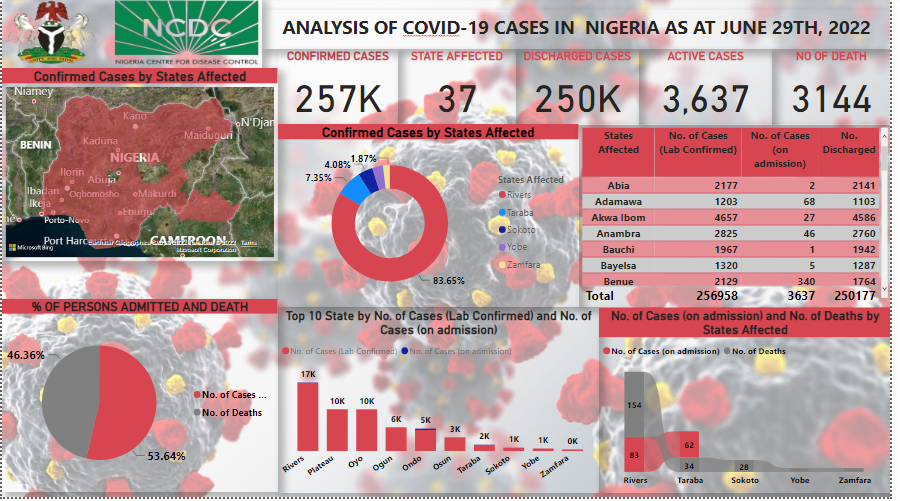 NCDC
NIGERIA CENTRE FOR DISEASE CONTROL
ANALYSIS OF COVID-19 CASES IN NIGERIA AS AT JUNE 29TH, 2022
CONFIRMED CASES
257K
STATE AFFECTED
37
DISCHARGED CASES
250K
ACTIVE CASES
3,637
NO OF DEATH
3144
Confirmed Cases by States Affected
Niamey
Kano
N'Djar
Maiduguri
Kaduna
BENIN
NIGERIA
Ilorin
Abuja
Ibadan
Ogbomosho
Makurdi
Ikeja
Porto-Novo
Enugu
Port Harc
CAMEROON
Microsoft Bing
Microsoft Corporation
Confirmed Cases by States Affected
1.87%
4.08%
7.35%
83.65%
States Affected
Rivers
Taraba
Sokoto
Yobe
Zamfara
States Affected No. of Cases (Lab Confirmed) No. of Cases (on admission) No. Discharged
Abia 2177 2 2141
Adamawa 1203 68 1103
Akwa Ibom 4657 27 4586
Anambra 2825 46 2760
Bauchi 1967 1 1942
Bayelsa 1320 5 1287
Benue 2129 340 1764
Total 256958 3637 250177
% OF PERSONS ADMITTED AND DEATH
46.36%
53.64%
No. of Cases ...
No. of Deaths
Top 10 State by No. of Cases (Lab Confirmed) and No. of
Cases (on admission)
No. of Cases (Lab Confirmed) No. of Cases (on admission)
17K 10K 10K 6K 5K 3K 2K 1K 1K 0K
Rivers Plateau Oyo Ogun Ondo Osun Taraba Sokoto Yobe Zamfara
No. of Cases (on admission) and No. of Deaths by
States Affected
No. of Cases (on admission) No. of Deaths
154
83
62
34
28
Rivers Taraba Sokoto Yobe Zamfara